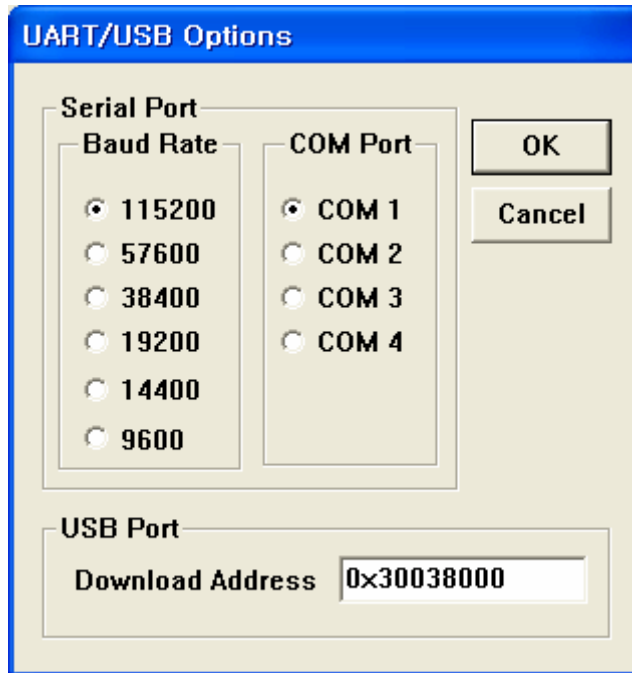 UART/USB Options
Serial Port
Baud Rate
115200
57600
38400
19200
14400
9600
COM Port
COM 1
COM 2
COM 3
COM 4
OK
Cancel
USB Port
Download Address 0x30038000